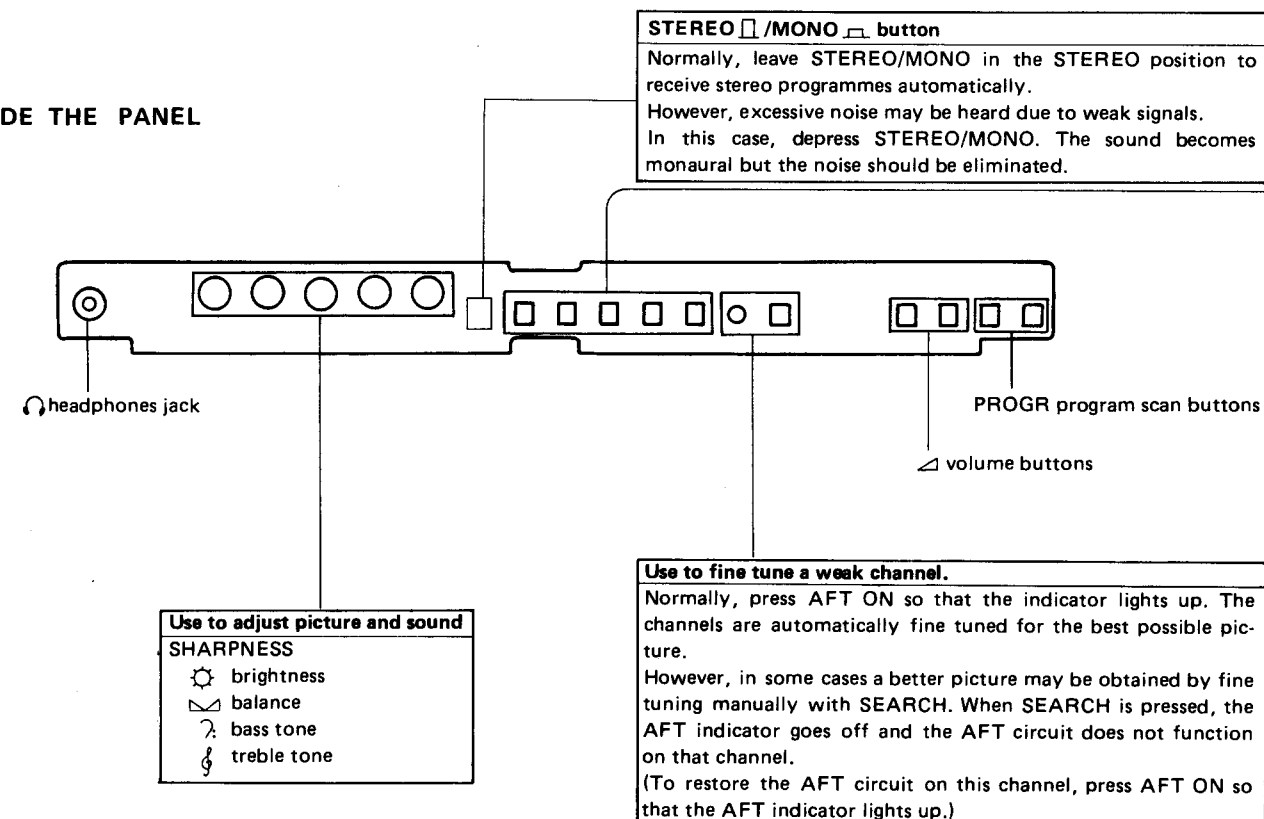 STEREO /MONO button
Normally, leave STEREO/MONO in the STEREO position to
receive stereo programmes automatically.
However, excessive noise may be heard due to weak signals.
In this case, depress STEREO/MONO. The sound becomes
monaural but the noise should be eliminated.
DE THE PANEL
headphones jack
PROGR program scan buttons
volume buttons
Use to adjust picture and sound
SHARPNESS
brightness
balance
bass tone
treble tone
Use to fine tune a weak channel.
Normally, press AFT ON so that the indicator lights up. The
channels are automatically fine tuned for the best possible pic-
ture.
However, in some cases a better picture may be obtained by fine
tuning manually with SEARCH. When SEARCH is pressed, the
AFT indicator goes off and the AFT circuit does not function
on that channel.
(To restore the AFT circuit on this channel, press AFT ON so
that the AFT indicator lights up.)